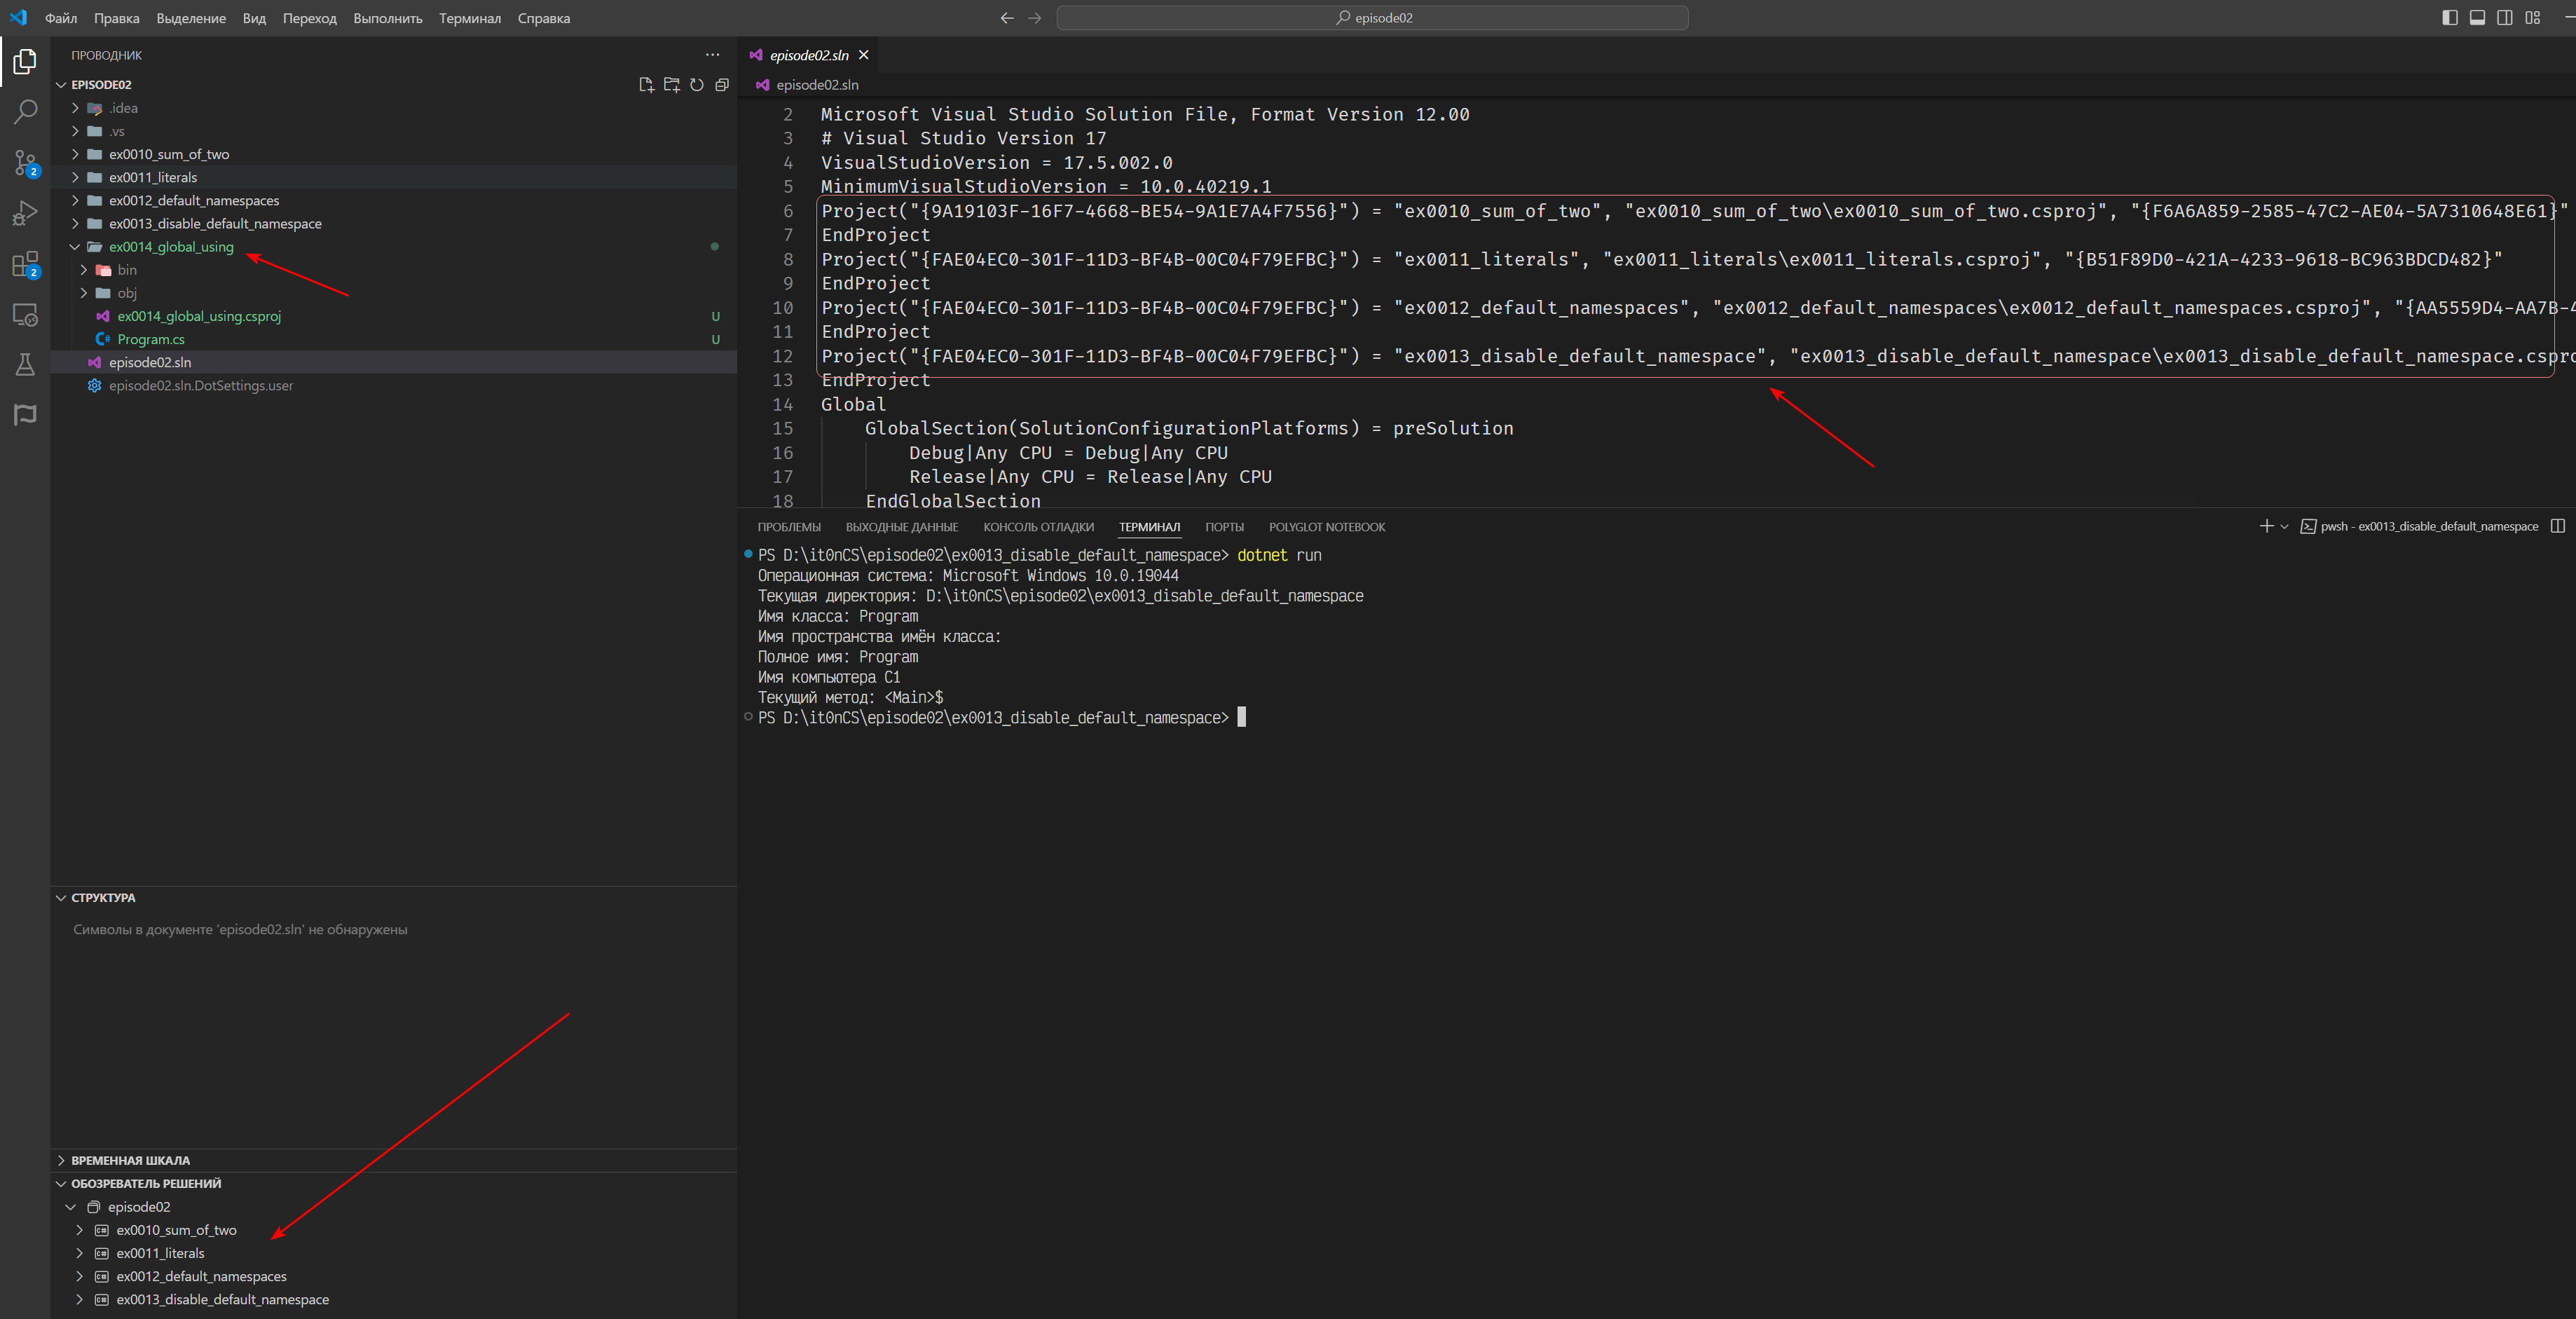 Файл Правка Выделение Вид Переход Выполнить Терминал Справка
episode02
ПРОВОДНИК
EPISODE02
.idea
.vs
ex0010_sum_of_two
ex0011_literals
ex0012_default_namespaces
ex0013_disable_default_namespace
ex0014_global_using
bin
obj
ex0014_global_using.csproj U
Program.cs U
episode02.sln
episode02.sln.DotSettings.user
2
2
СТРУКТУРА
Символы в документе 'episode02.sln' не обнаружены
ВРЕМЕННАЯ ШКАЛА
ОБОЗРЕВАТЕЛЬ РЕШЕНИЙ
episode02
ex0010_sum_of_two
ex0011_literals
ex0012_default_namespaces
ex0013_disable_default_namespace
episode02.sln
episode02.sln
2 Microsoft Visual Studio Solution File, Format Version 12.00
3 # Visual Studio Version 17
4 VisualStudioVersion = 17.5.002.0
5 MinimumVisualStudioVersion = 10.0.40219.1
6 Project("{9A19103F-16F7-4668-BE54-9A1E7A4F7556}") = "ex0010_sum_of_two", "ex0010_sum_of_two\ex0010_sum_of_two.csproj", "{F6A6A859-2585-47C2-AE04-5A7310648E61}"
7 EndProject
8 Project("{FAE04EC0-301F-11D3-BF4B-00C04F79EFBC}") = "ex0011_literals", "ex0011_literals\ex0011_literals.csproj", "{B51F89D0-421A-4233-9618-BC963BDCD482}"
9 EndProject
10 Project("{FAE04EC0-301F-11D3-BF4B-00C04F79EFBC}") = "ex0012_default_namespaces", "ex0012_default_namespaces\ex0012_default_namespaces.csproj", "{AA5559D4-AA7B-4
11 EndProject
12 Project("{FAE04EC0-301F-11D3-BF4B-00C04F79EFBC}") = "ex0013_disable_default_namespace", "ex0013_disable_default_namespace\ex0013_disable_default_namespace.cspro
13 EndProject
14 Global
15 GlobalSection(SolutionConfigurationPlatforms) = preSolution
16 Debug|Any CPU = Debug|Any CPU
17 Release|Any CPU = Release|Any CPU
18 EndGlobalSection
ПРОБЛЕМЫ ВЫХОДНЫЕ ДАННЫЕ КОНСОЛЬ ОТЛАДКИ ТЕРМИНАЛ ПОРТЫ POLYGLOT NOTEBOOK
pwsh - ex0013_disable_default_namespace
PS D:\it0nCS\episode02\ex0013_disable_default_namespace> dotnet run
Операционная система: Microsoft Windows 10.0.19044
Текущая директория: D:\it0nCS\episode02\ex0013_disable_default_namespace
Имя класса: Program
Имя пространства имён класса:
Полное имя: Program
Имя компьютера C1
Текущий метод: <Main>$
PS D:\it0nCS\episode02\ex0013_disable_default_namespace>